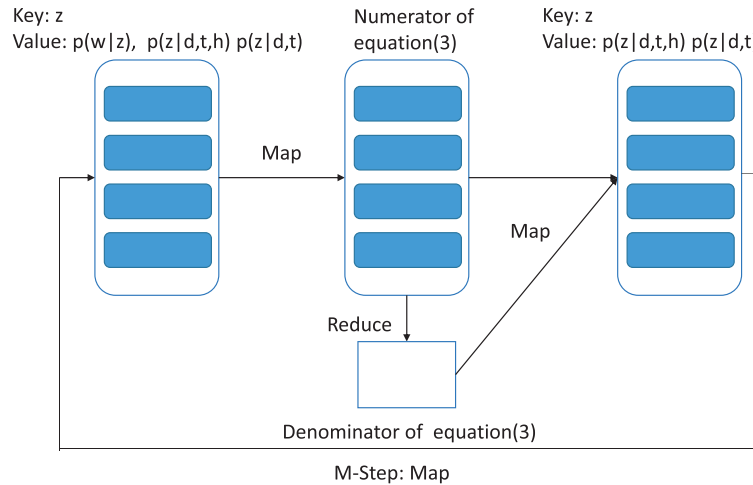 Key: z
Value: p(w|z),  p(z|d,t,h) p(z|d,t)
Numerator of
equation(3)
Key: z
Value: p(z|d,t,h) p(z|d,t
Map
Map
Reduce
Denominator of  equation(3)
M-Step: Map